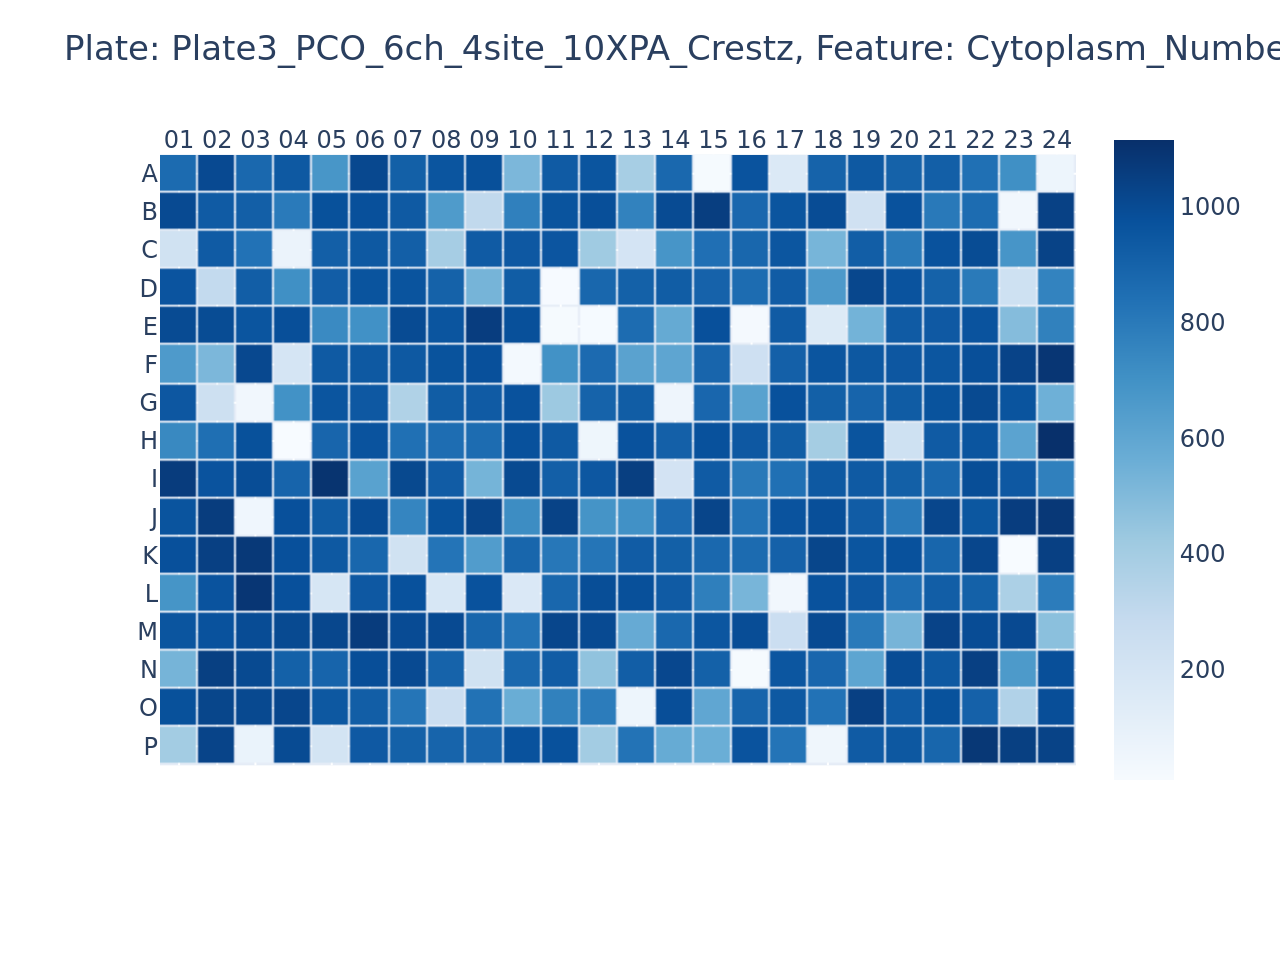 Plate: Plate3_PCO_6ch_4site_10XPA_Crestz, Feature: Cytoplasm_Numbe
01 02 03 04 05 06 07 08 09 10 11 12 13 14 15 16 17 18 19 20 21 22 23 24
A
B
C
D
E
F
G
H
I
J
K
L
M
N
O
P
1000
800
600
400
200